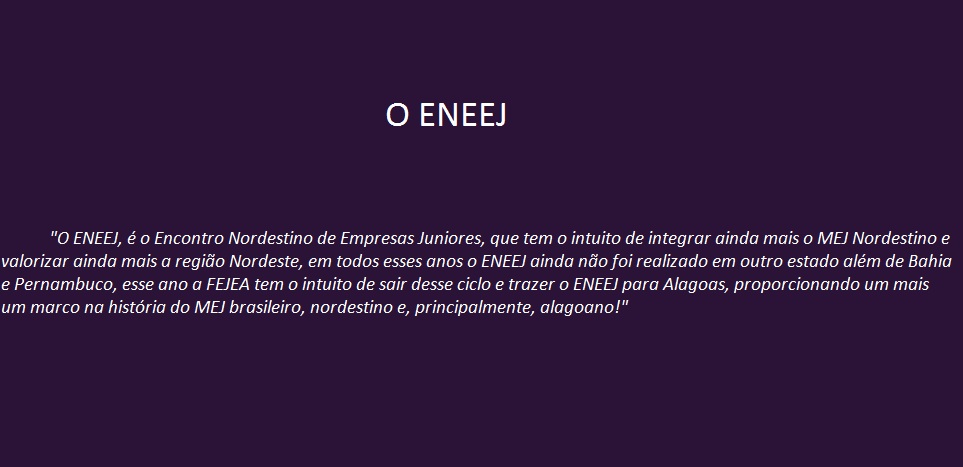 O ENEEJ
"O ENEEJ, é o Encontro Nordestino de Empresas Juniores, que tem o intuito de integrar ainda mais o MEJ Nordestino e
valorizar ainda mais a região Nordeste, em todos esses anos o ENEEJ ainda não foi realizado em outro estado além de Bahia
e Pernambuco, esse ano a FEJEA tem o intuito de sair desse ciclo e trazer o ENEEJ para Alagoas, proporcionando um mais
um marco na história do MEJ brasileiro, nordestino e, principalmente, alagoano!"